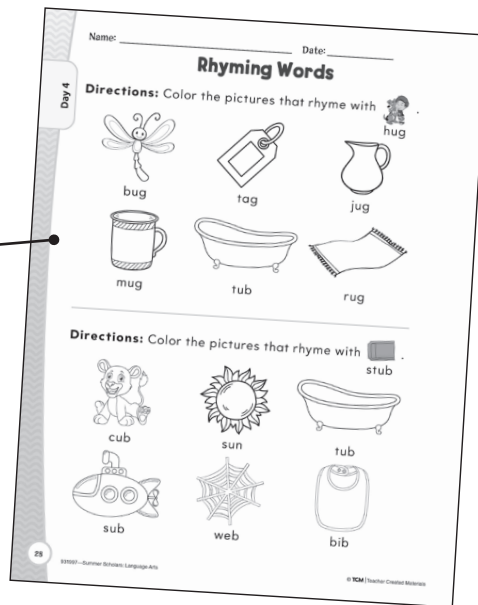 Name: Date:
Rhyming Words
Day 4
Directions: Color the pictures that rhyme with .
hug
bug tag jug
mug tub rug
Directions: Color the pictures that rhyme with .
stub
cub sun tub
sub web bib
28
931997—Summer Scholars: Language Arts
© TCM | Teacher Created Materials